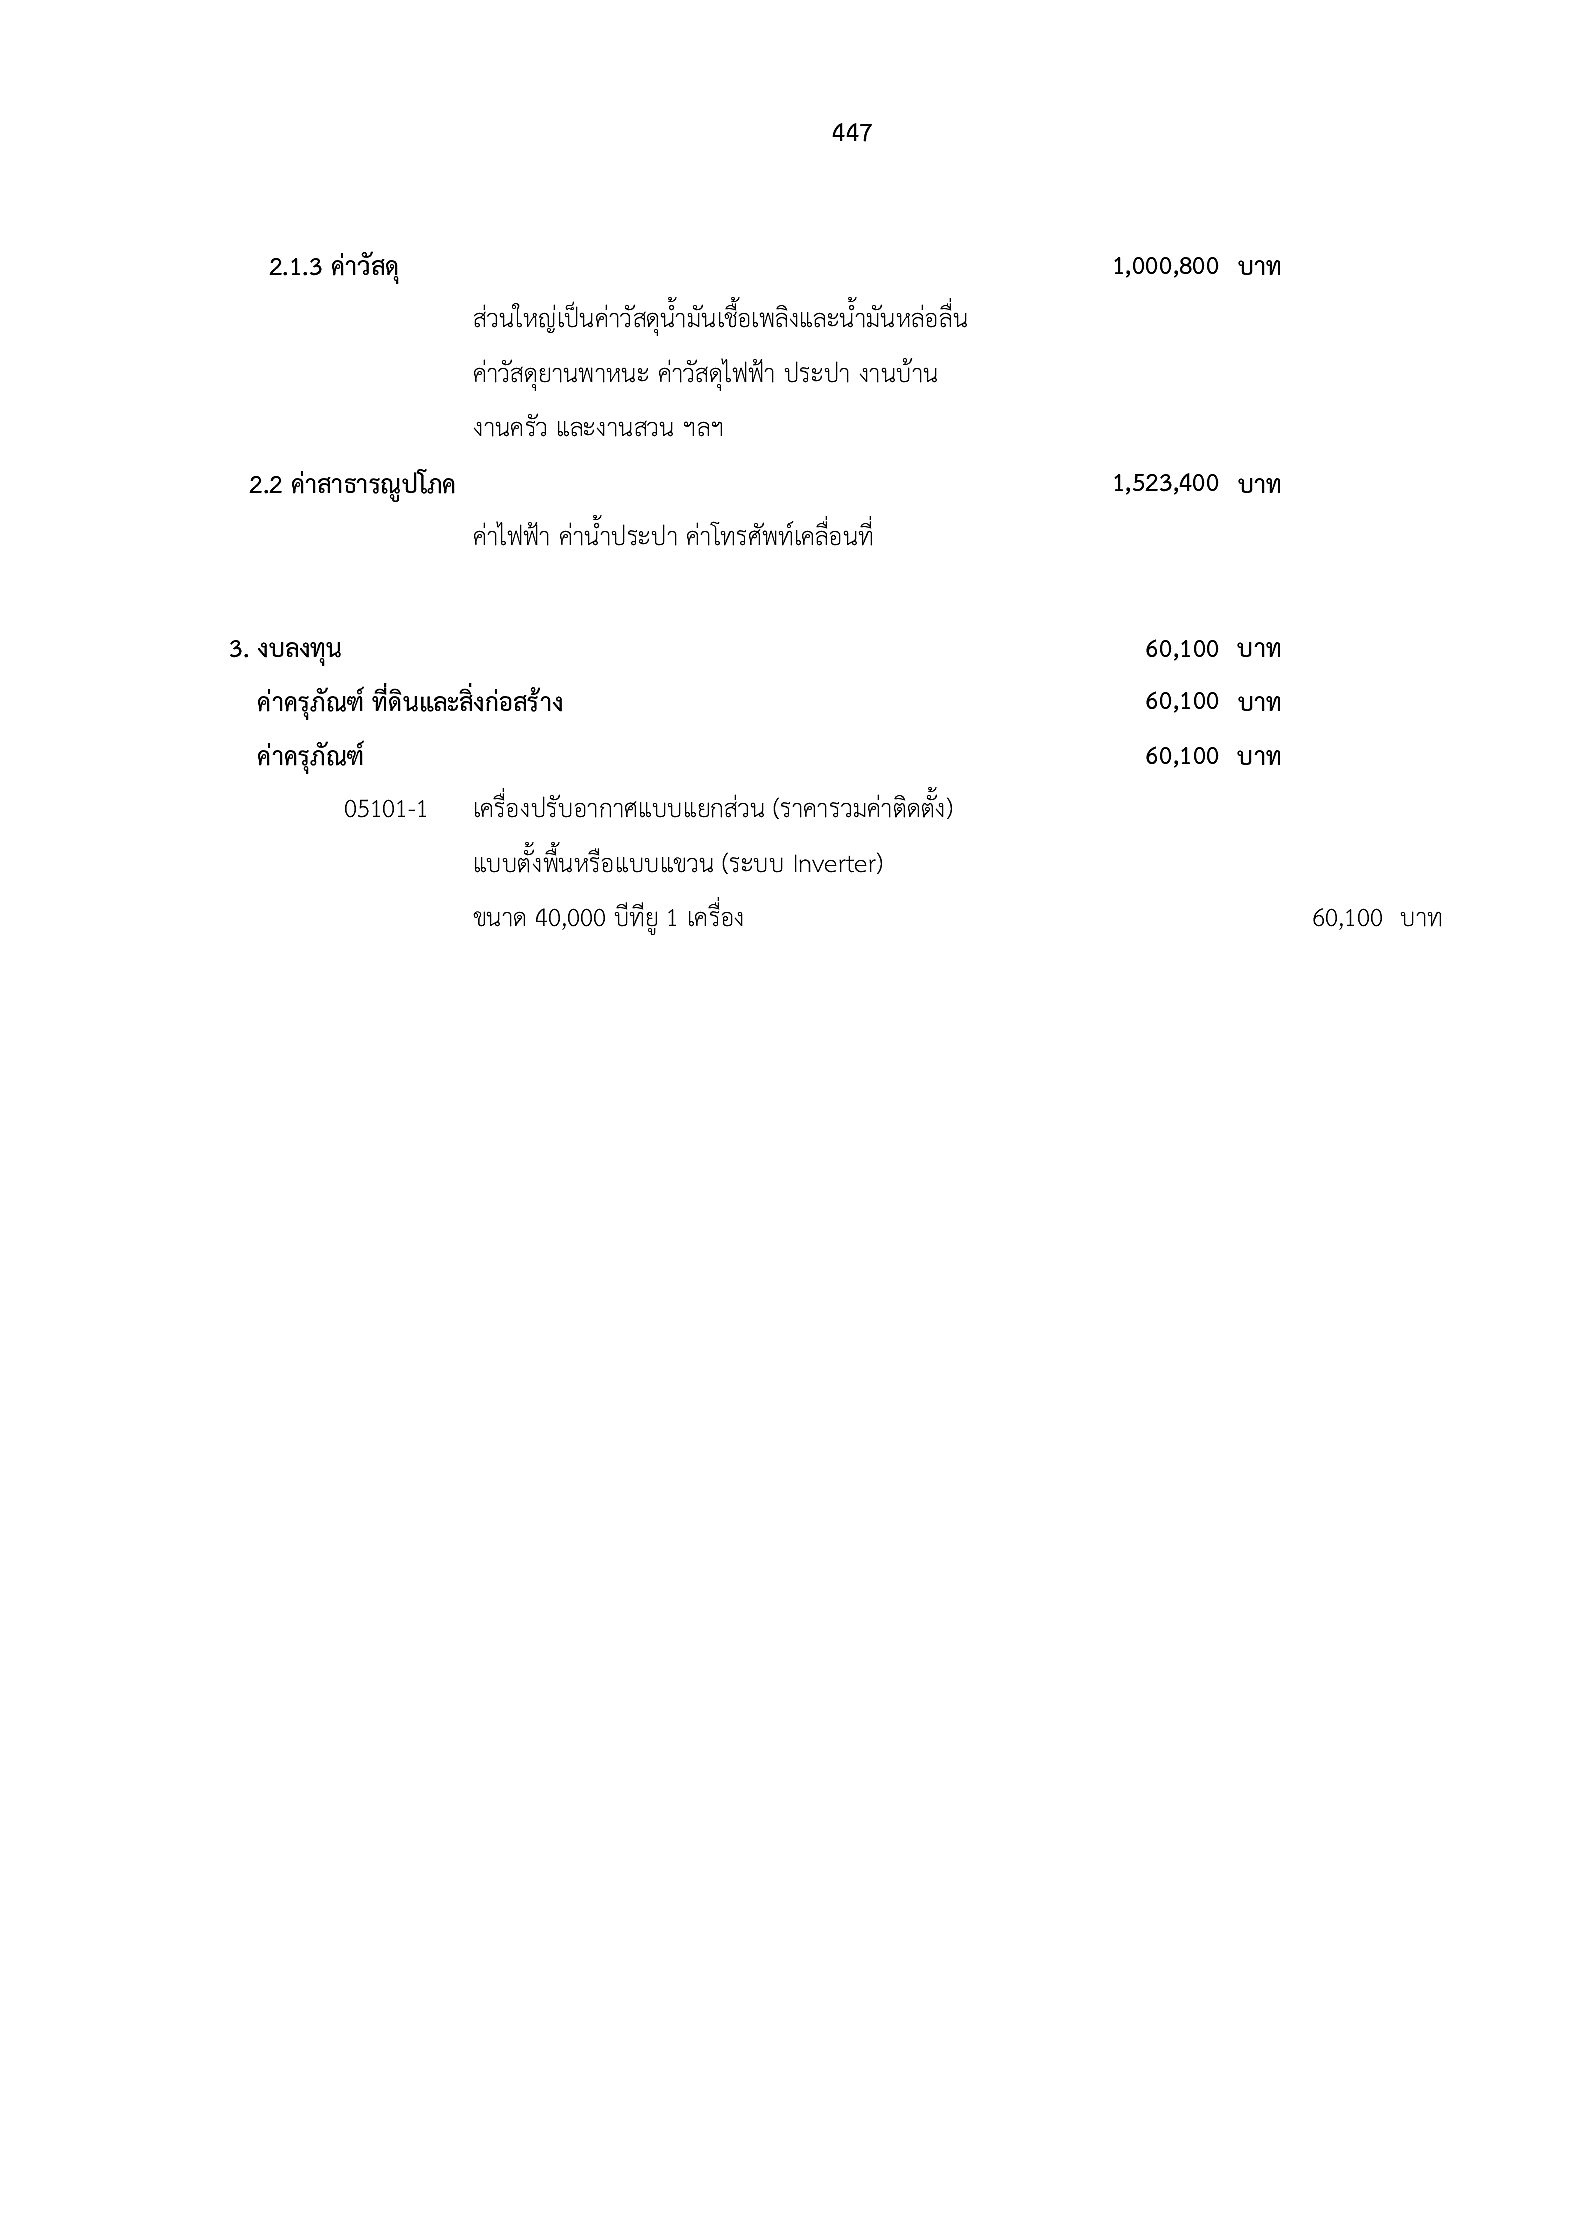 447
2.1.3 ค่าวัสดุ 1,000,800 บาท
ส่วนใหญ่เป็นค่าวัสดุน้ำมันเชื้อเพลิงและน้ำมันหล่อลื่น
ค่าวัสดุยานพาหนะ ค่าวัสดุไฟฟ้า ประปา งานบ้าน
งานครัว และงานสวน ฯลฯ
2.2 ค่าสาธารณูปโภค 1,523,400 บาท
ค่าไฟฟ้า ค่าน้ำประปา ค่าโทรศัพท์เคลื่อนที่
3. งบลงทุน 60,100 บาท
ค่าครุภัณฑ์ ที่ดินและสิ่งก่อสร้าง 60,100 บาท
ค่าครุภัณฑ์ 60,100 บาท
05101-1 เครื่องปรับอากาศแบบแยกส่วน (ราคารวมค่าติดตั้ง)
แบบตั้งพื้นหรือแบบแขวน (ระบบ Inverter)
ขนาด 40,000 บีทียู 1 เครื่อง 60,100 บาท